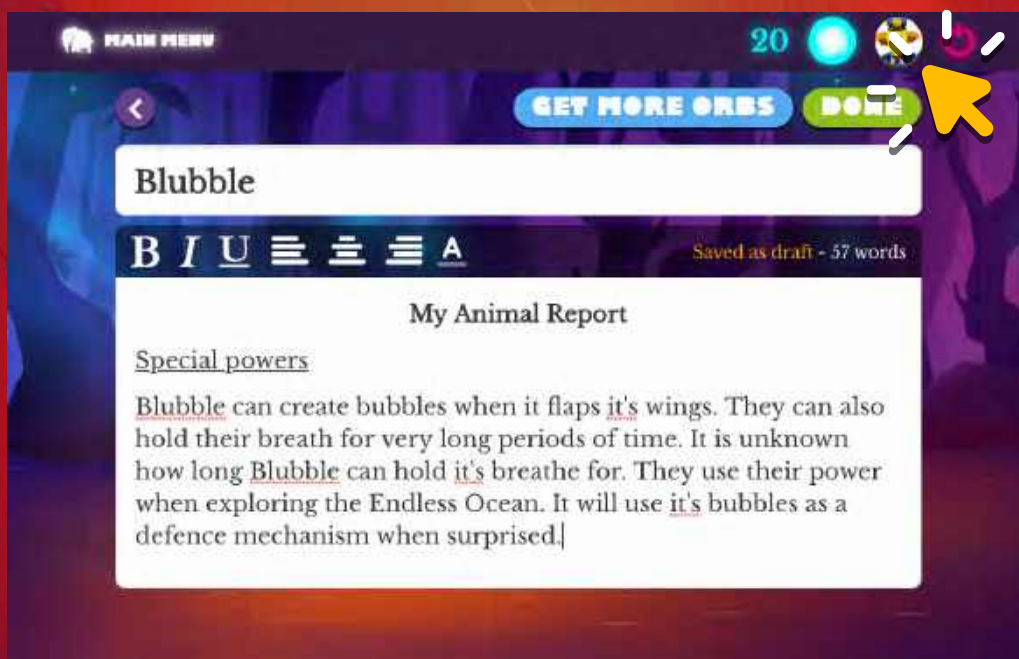 MAIN MENU
20
GET MORE ORBS
DONE
Blubble
B I U A
Saved as draft - 57 words
My Animal Report
Special powers
Blubble can create bubbles when it flaps it's wings. They can also
hold their breath for very long periods of time. It is unknown
how long Blubble can hold it's breathe for. They use their power
when exploring the Endless Ocean. It will use it's bubbles as a
defence mechanism when surprised.